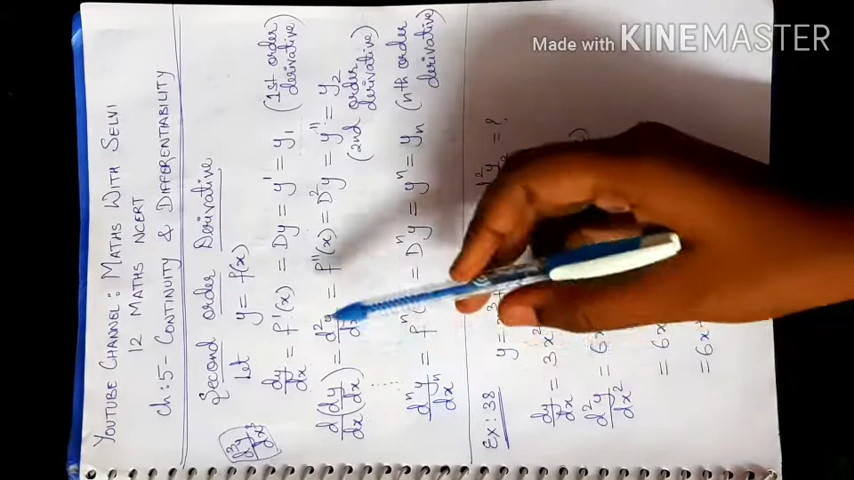 Made with KINEMASTER
YOUTUBE CHANNEL: MATHS WITH SELVI
12 MATHS NCERT
Ch:5- CONTINUITY & DIFFERENTIABILITY
Second order Derivative
Let y = f(x)
d³y/dx³
dy/dx = f'(x) = Dy = y' = y₁ (1st order derivative)
d/dx(dy/dx) = d²y/ = f''(x) = D²y = y'' = y₂ (2nd order derivative)
........
dⁿy/dxⁿ = fⁿ = Dⁿy = yⁿ = yₙ (nth order derivative)
Ex: 38 y = = ?
dy/dx = 3x²
d²y/dx² = 6x
= 6x
= 6x